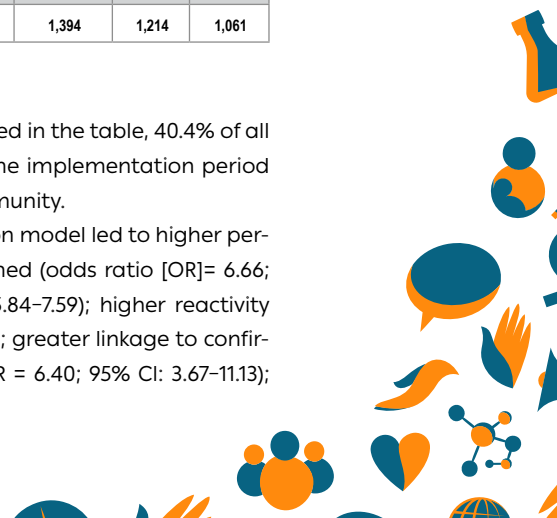 1,394 1,214 1,061
ed in the table, 40.4% of all
he implementation period
munity.
on model led to higher per-
ned (odds ratio [OR]= 6.66;
5.84–7.59); higher reactivity
; greater linkage to confir-
R = 6.40; 95% CI: 3.67–11.13);